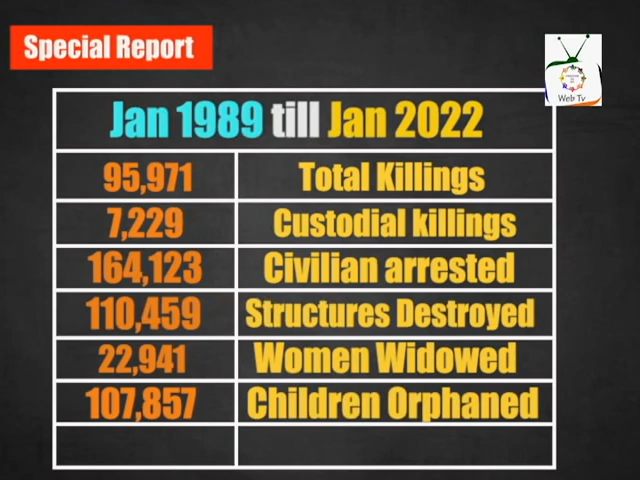 Special Report
Web Tv
Jan 1989 till Jan 2022
95,971 Total Killings
7,229 Custodial killings
164,123 Civilian arrested
110,459 Structures Destroyed
22,941 Women Widowed
107,857 Children Orphaned